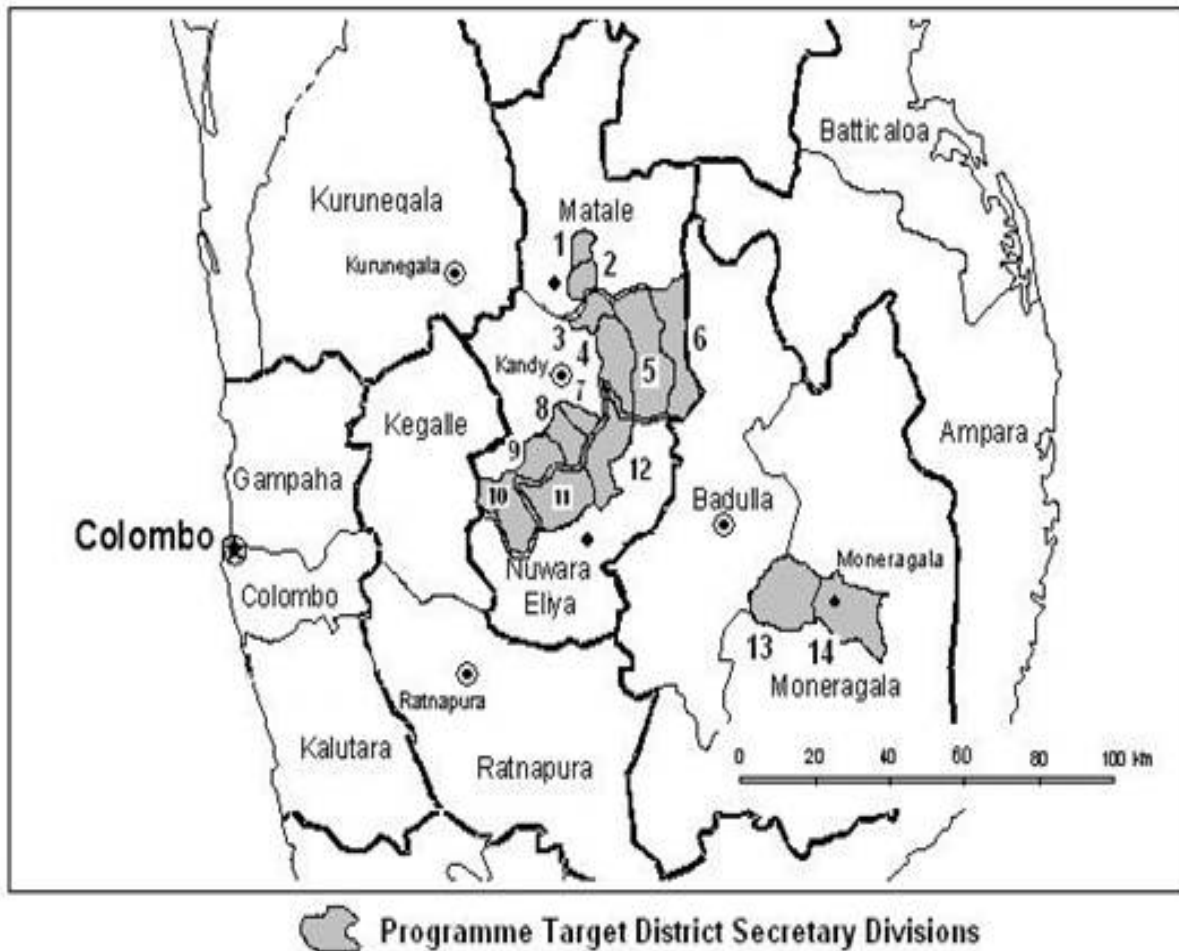 Batticaloa
Kurunegala
Matale
1
2
Kurunegala
3
4
5
6
Kandy
7
8
Kegalle
9
Ampara
12
Gampaha
10
11
Badulla
Colombo
Moneragala
Nuwara
Eliya
Colombo
13
14
Moneragala
Ratnapura
Kalutara
Ratnapura
0 20 40 60 80 100 km
Programme Target District Secretary Divisions